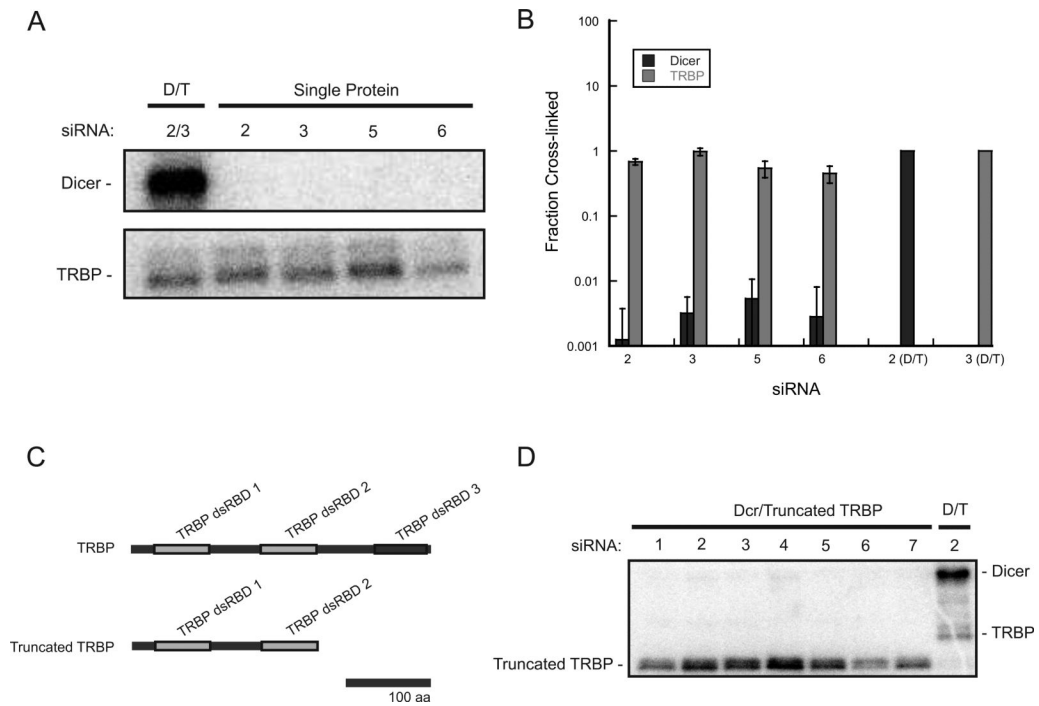 A
D/T
Single Protein
siRNA:
2/3
2
3
5
6
Dicer -
TRBP -
B
100
10
1
0.1
0.01
0.001
Fraction Cross-linked
Dicer
TRBP
2
3
5
6
2 (D/T)
3 (D/T)
siRNA
C
TRBP dsRBD 1
TRBP dsRBD 2
TRBP dsRBD 3
TRBP
TRBP dsRBD 1
TRBP dsRBD 2
Truncated TRBP
100 aa
D
Dcr/Truncated TRBP
D/T
siRNA:
1
2
3
4
5
6
7
2
- Dicer
- TRBP
Truncated TRBP -